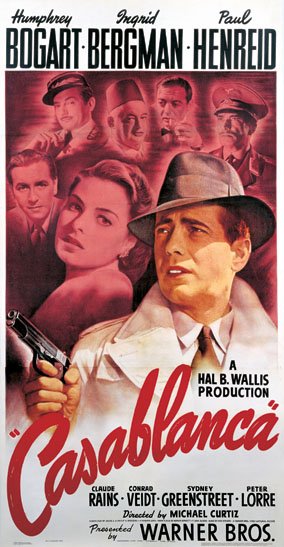 Humphrey Ingrid Paul
BOGART · BERGMAN · HENREID
A
HAL B. WALLIS
PRODUCTION
"Casablanca"
CLAUDE CONRAD SYDNEY PETER
RAINS · VEIDT · GREENSTREET · LORRE
Directed by MICHAEL CURTIZ
Presented by WARNER BROS.